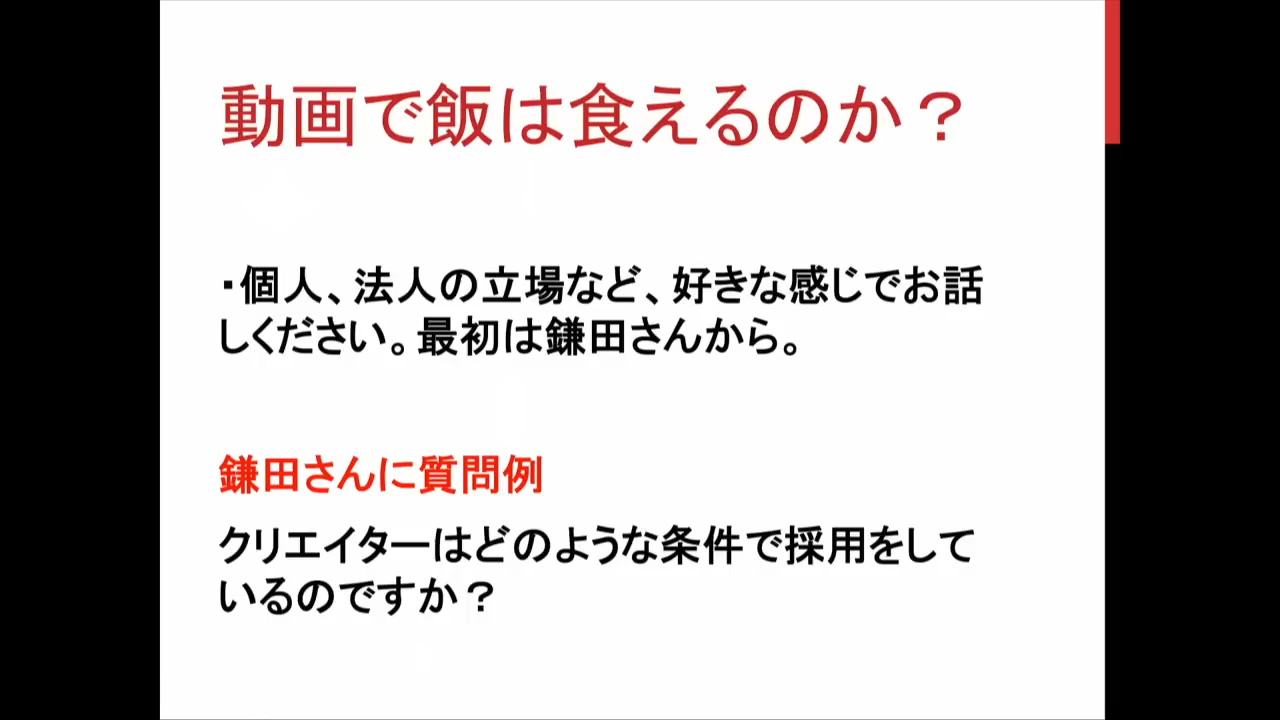 動画で飯は食えるのか？
・個人、法人の立場など、好きな感じでお話
しください。最初は鎌田さんから。
鎌田さんに質問例
クリエイターはどのような条件で採用をして
いるのですか？